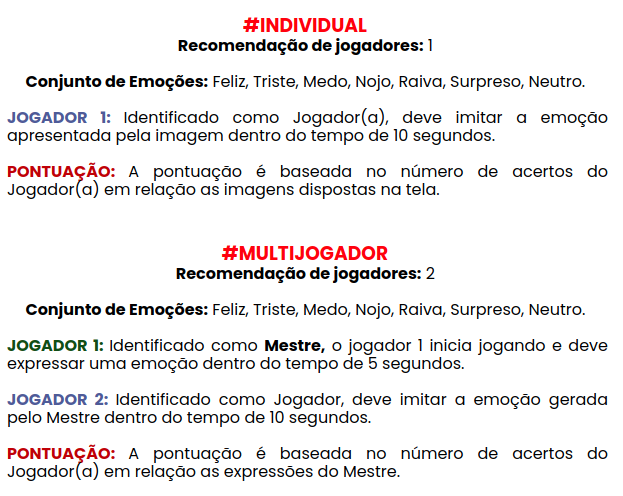 #INDIVIDUAL
Recomendação de jogadores: 1
Conjunto de Emoções: Feliz, Triste, Medo, Nojo, Raiva, Surpreso, Neutro.
JOGADOR 1: Identificado como Jogador(a), deve imitar a emoção
apresentada pela imagem dentro do tempo de 10 segundos.
PONTUAÇÃO: A pontuação é baseada no número de acertos do
Jogador(a) em relação as imagens dispostas na tela.
#MULTIJOGADOR
Recomendação de jogadores: 2
Conjunto de Emoções: Feliz, Triste, Medo, Nojo, Raiva, Surpreso, Neutro.
JOGADOR 1: Identificado como Mestre, o jogador 1 inicia jogando e deve
expressar uma emoção dentro do tempo de 5 segundos.
JOGADOR 2: Identificado como Jogador, deve imitar a emoção gerada
pelo Mestre dentro do tempo de 10 segundos.
PONTUAÇÃO: A pontuação é baseada no número de acertos do
Jogador(a) em relação as expressões do Mestre.